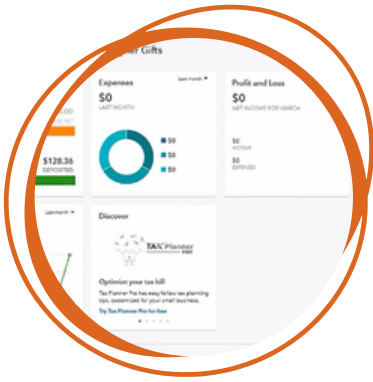 Gifts
Expenses
Last month
$0
LAST MONTH
$0
$0
$0
Profit and Loss
$0
NET INCOME FOR MARCH
$0
INCOME
$0
EXPENSES
$128.36
DEPOSITED
Last month
Discover
TAX Planner
PRO
Optimize your tax bill
Tax Planner Pro has easy follow tax planning
tips, customized for your small business.
Try Tax Planner Pro for free